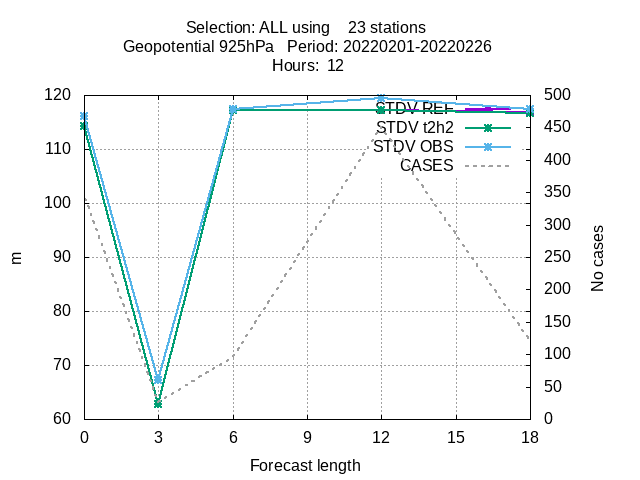 Selection: ALL using 23 stations
Geopotential 925hPa Period: 20220201-20220226
Hours: 12
STDV REF
STDV t2h2
STDV OBS
CASES
120
110
100
90
80
70
60
m
500
450
400
350
300
250
200
150
100
50
0
No cases
0 3 6 9 12 15 18
Forecast length